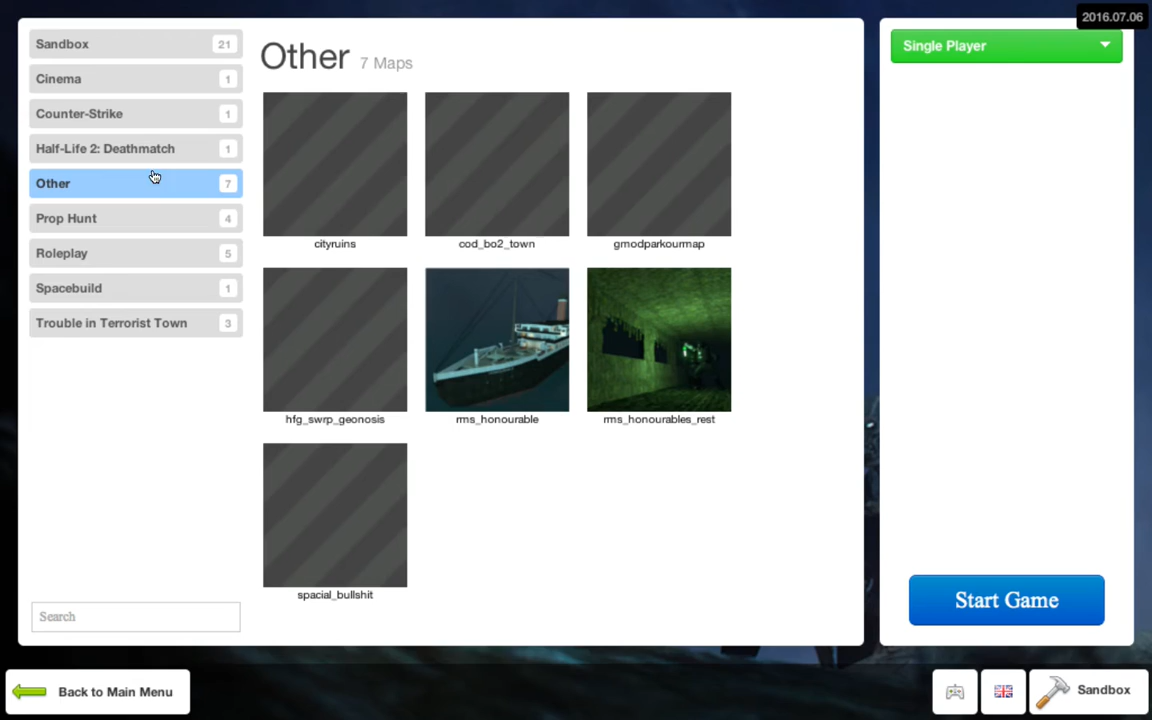 2016.07.06
Sandbox 21
Cinema 1
Counter-Strike 1
Half-Life 2: Deathmatch 1
Other 7
Prop Hunt 4
Roleplay 5
Spacebuild 1
Trouble in Terrorist Town 3
Search
Other 7 Maps
cityruins
cod_bo2_town
gmodparkourmap
hfg_swrp_geonosis
rms_honourable
rms_honourables_rest
spacial_bullshit
Single Player
Start Game
Back to Main Menu
Sandbox